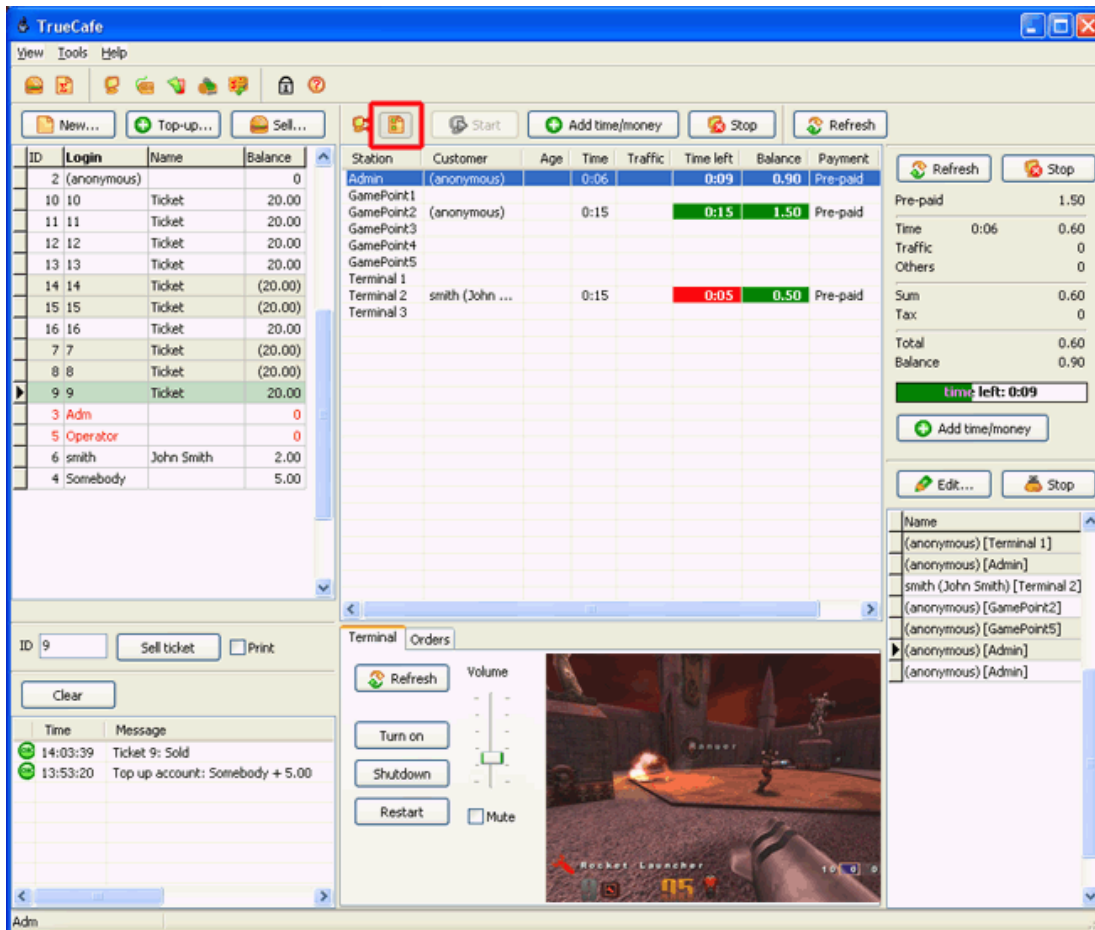 TrueCafe
View Tools Help
New... Top-up... Sell...
Start Add time/money Stop Refresh
ID Login Name Balance
2 (anonymous) 0
10 10 Ticket 20.00
11 11 Ticket 20.00
12 12 Ticket 20.00
13 13 Ticket 20.00
14 14 Ticket (20.00)
15 15 Ticket (20.00)
16 16 Ticket 20.00
7 7 Ticket (20.00)
8 8 Ticket (20.00)
9 9 Ticket 20.00
3 Adm 0
5 Operator 0
6 smith John Smith 2.00
4 Somebody 5.00
ID 9 Sell ticket Print
Clear
Time Message
14:03:39 Ticket 9: Sold
13:53:20 Top up account: Somebody + 5.00
Adm
Station Customer Age Time Traffic Time left Balance Payment
Admin (anonymous) 0:06 0:09 0.90 Pre-paid
GamePoint1
GamePoint2 (anonymous) 0:15 0:15 1.50 Pre-paid
GamePoint3
GamePoint4
GamePoint5
Terminal 1
Terminal 2 smith (John ... 0:15 0:05 0.50 Pre-paid
Terminal 3
Terminal Orders
Refresh Volume
Turn on
Shutdown
Restart Mute
Ranger
Rocket Launcher
10 0 0
95
Refresh Stop
Pre-paid 1.50
Time 0:06 0.60
Traffic 0
Others 0
Sum 0.60
Tax 0
Total 0.60
Balance 0.90
time left: 0:09
Add time/money
Edit... Stop
Name
(anonymous) [Terminal 1]
(anonymous) [Admin]
smith (John Smith) [Terminal 2]
(anonymous) [GamePoint2]
(anonymous) [GamePoint5]
(anonymous) [Admin]
(anonymous) [Admin]